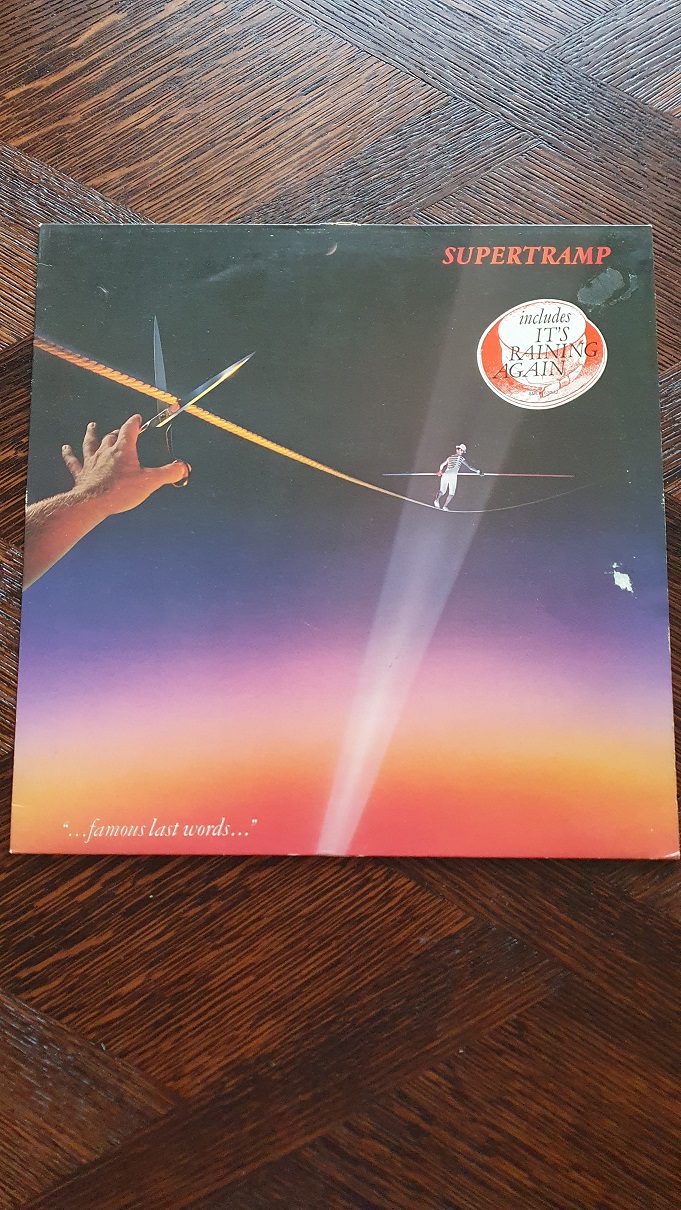 SUPERTRAMP
includes
IT'S
RAINING
AGAIN
"...famous last words..."